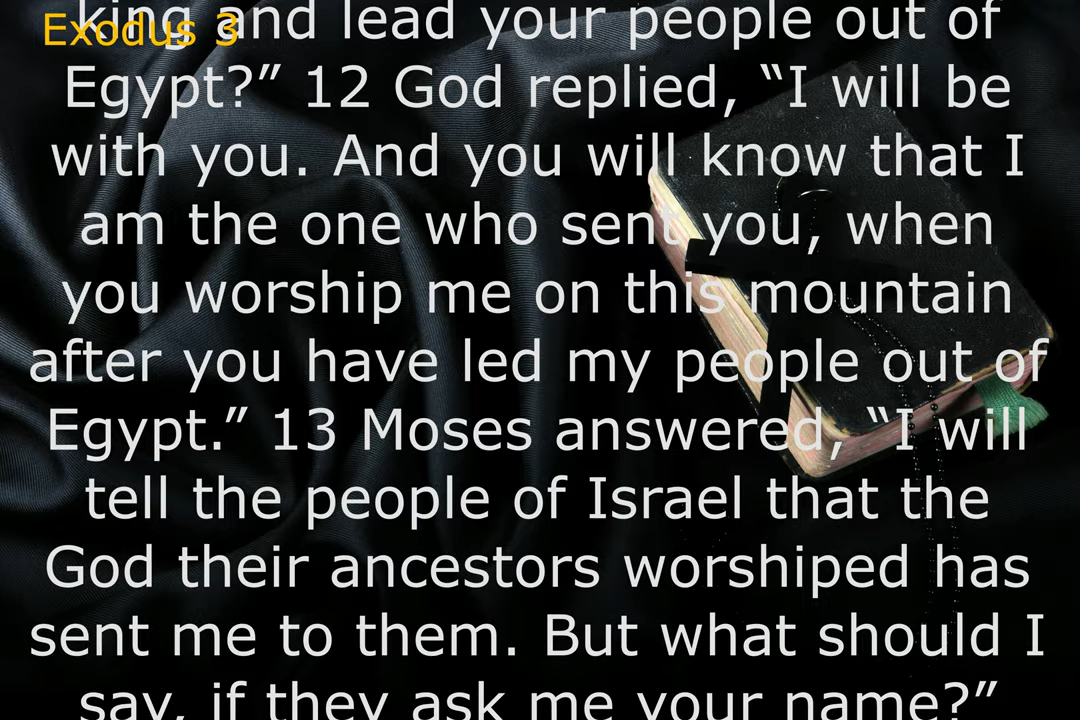 Exodus 3
king and lead your people out of
Egypt?” 12 God replied, “I will be
with you. And you will know that I
am the one who sent you, when
you worship me on this mountain
after you have led my people out of
Egypt.” 13 Moses answered, “I will
tell the people of Israel that the
God their ancestors worshiped has
sent me to them. But what should I
say, if they ask me your name?”